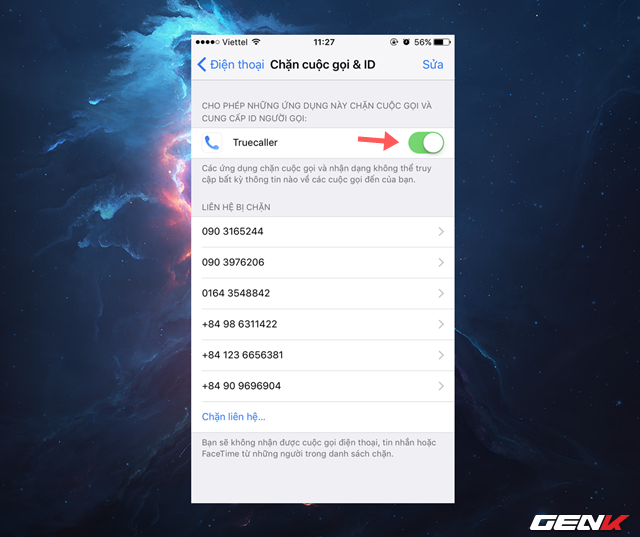 Viettel 11:27 56%
Điện thoại Chặn cuộc gọi & ID Sửa
CHO PHÉP NHỮNG ỨNG DỤNG NÀY CHẶN CUỘC GỌI VÀ
CUNG CẤP ID NGƯỜI GỌI:
Truecaller
Các ứng dụng chặn cuộc gọi và nhận dạng không thể truy
cập bất kỳ thông tin nào về các cuộc gọi đến của bạn.
LIÊN HỆ BỊ CHẶN
090 3165244
090 3976206
0164 3548842
+84 98 6311422
+84 123 6656381
+84 90 9696904
Chặn liên hệ...
Bạn sẽ không nhận được cuộc gọi điện thoại, tin nhắn hoặc
FaceTime từ những người trong danh sách chặn.
GENK